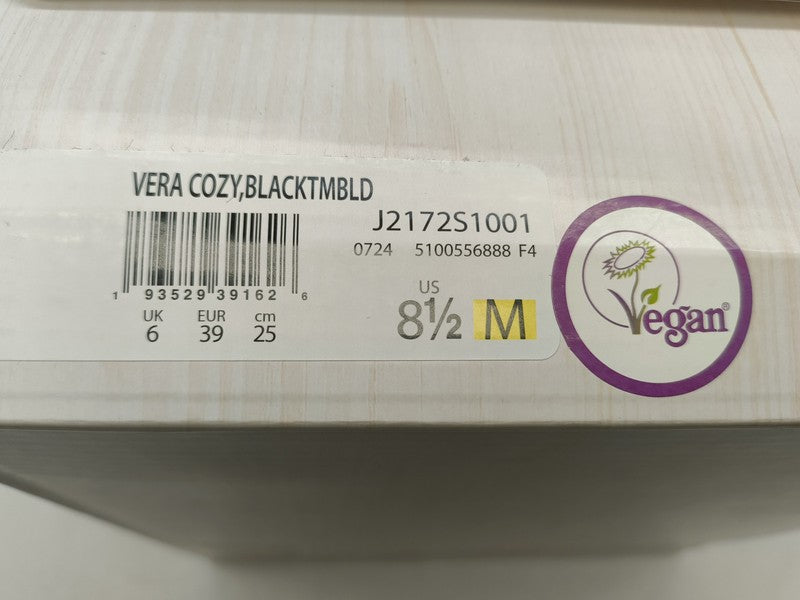 VERA COZY,BLACKTMBLD
J2172S1001
0724 5100556888 F4
1 93529 39162 6
UK EUR cm
6 39 25
US
8½ M
Vegan®